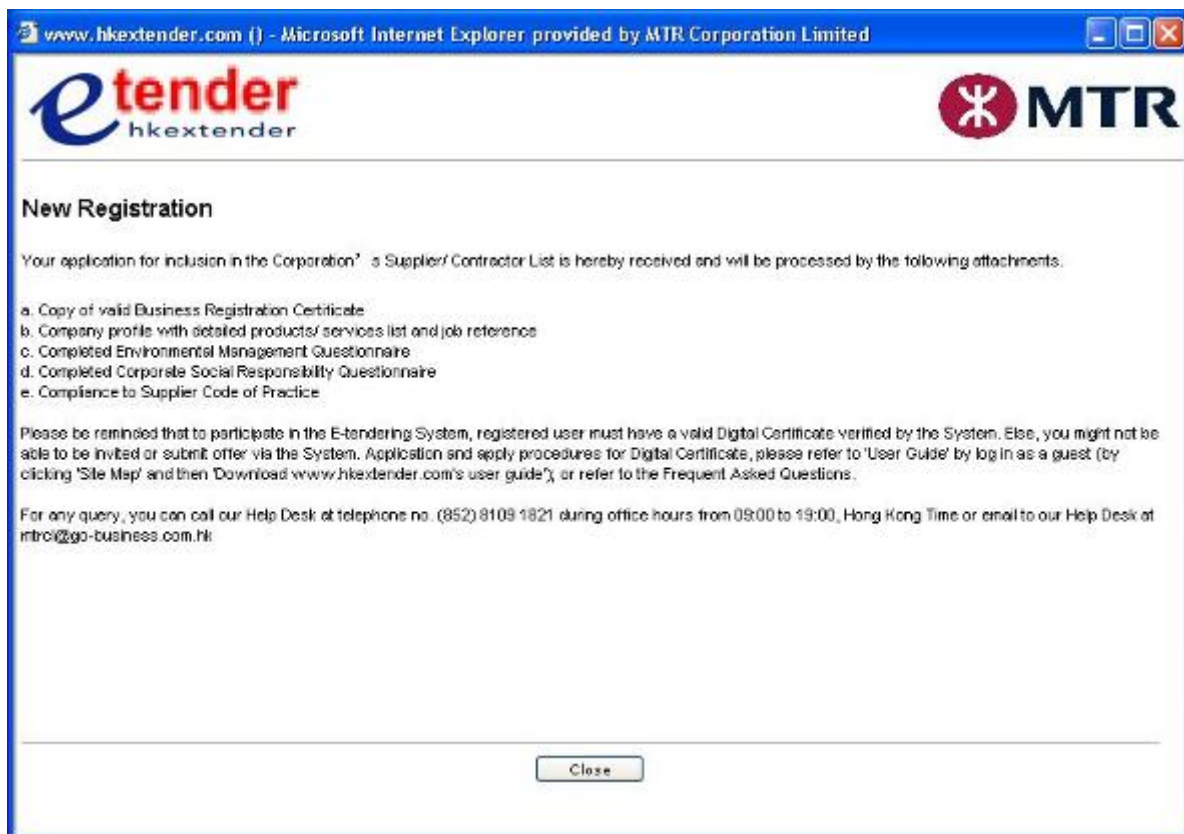 www.hkextender.com () - Microsoft Internet Explorer provided by MTR Corporation Limited
e tender
hkextender
MTR
New Registration
Your application for inclusion in the Corporation’ s Supplier/ Contractor List is hereby received and will be processed by the following attachments.
a. Copy of valid Business Registration Certificate
b. Company profile with detailed products/ services list and job reference
c. Completed Environmental Management Questionnaire
d. Completed Corporate Social Responsibility Questionnaire
e. Compliance to Supplier Code of Practice
Please be reminded that to participate in the E-tendering System, registered user must have a valid Digital Certificate verified by the System. Else, you might not be
able to be invited or submit offer via the System. Application and apply procedures for Digital Certificate, please refer to 'User Guide' by log in as a guest (by
clicking 'Site Map' and then 'Download www.hkextender.com's user guide'), or refer to the Frequent Asked Questions.
For any query, you can call our Help Desk at telephone no. (852) 8109 1821 during office hours from 09:00 to 19:00, Hong Kong Time or email to our Help Desk at
mtrcl@go-business.com.hk
Close